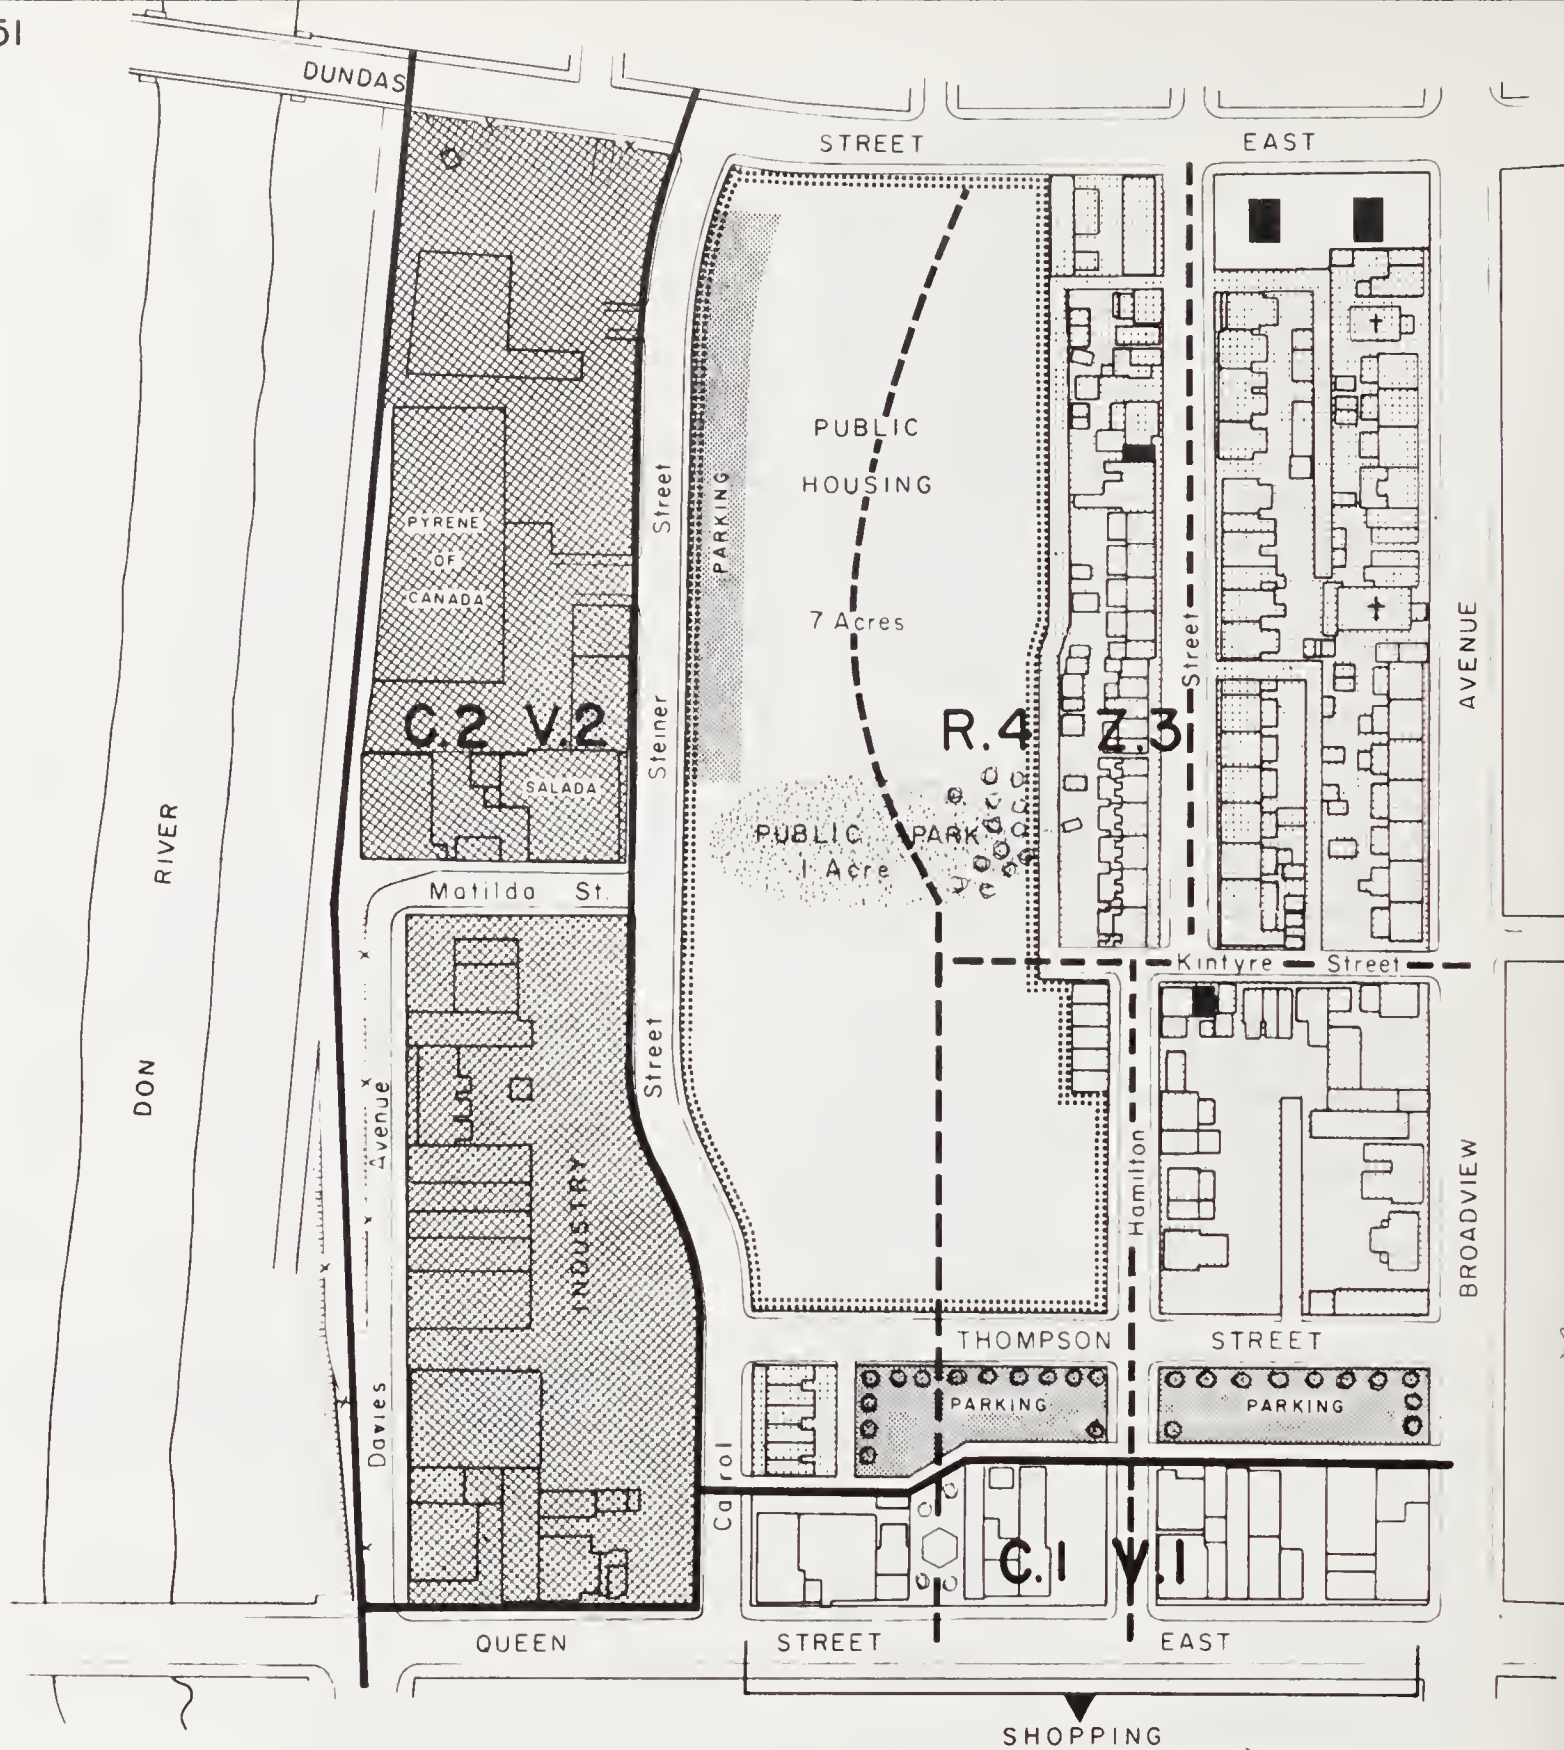 51
DUNDAS
STREET
EAST
PUBLIC
HOUSING
Street
PARKING
PYRENE
OF
CANADA
7 Acres
Street
AVENUE
Steiner
C.2 V.2
R.4 Z.3
SALADA
RIVER
PUBLIC PARK
1 Acre
Matilda St.
Kintyre Street
DON
Street
Avenue
INDUSTRY
Hamilton
BROADVIEW
THOMPSON STREET
Davies
PARKING
PARKING
Carrol
C.1 V.1
QUEEN STREET EAST
SHOPPING